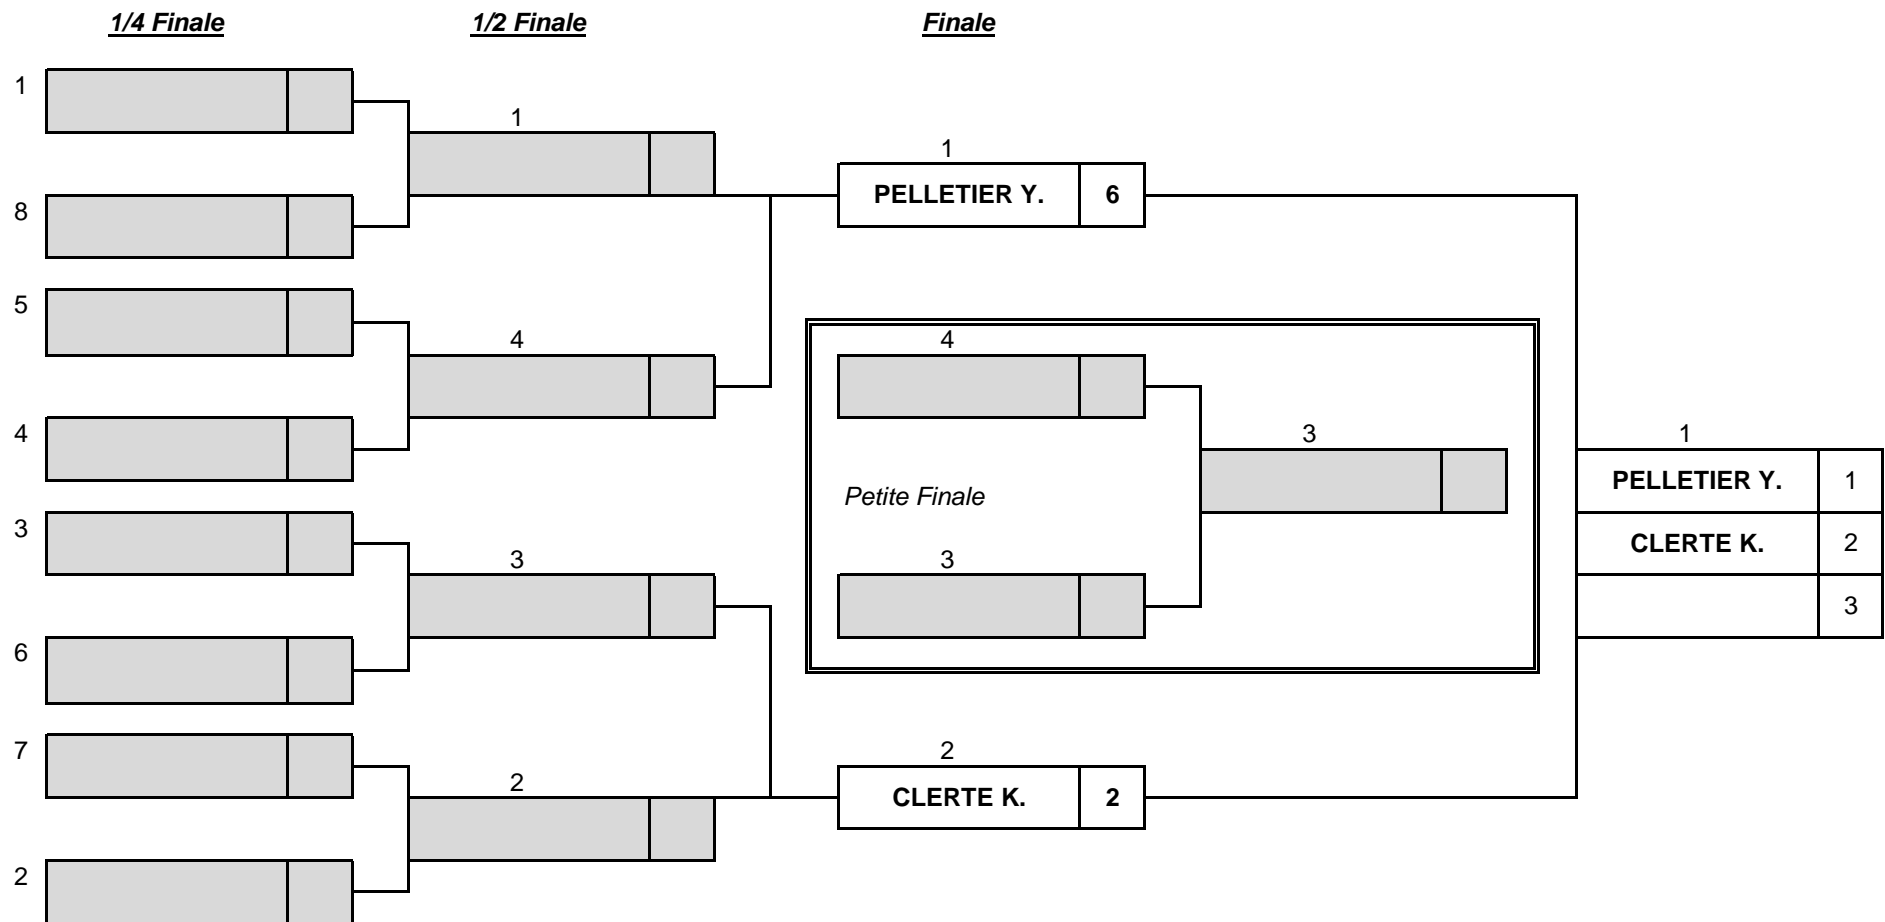 1/4 Finale 1/2 Finale Finale
1
1
1
PELLETIER Y. 6
8
5
4 4
4 3 1
PELLETIER Y. 1
Petite Finale
3
CLERTE K. 2
3 3
3
6
7 2
2
CLERTE K. 2
2